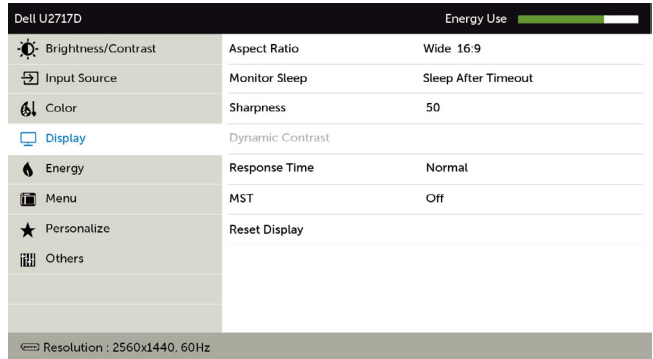 Dell U2717D Energy Use
Brightness/Contrast Aspect Ratio Wide 16:9
Input Source Monitor Sleep Sleep After Timeout
Color Sharpness 50
Display Dynamic Contrast
Energy Response Time Normal
Menu MST Off
Personalize Reset Display
Others
Resolution : 2560x1440, 60Hz